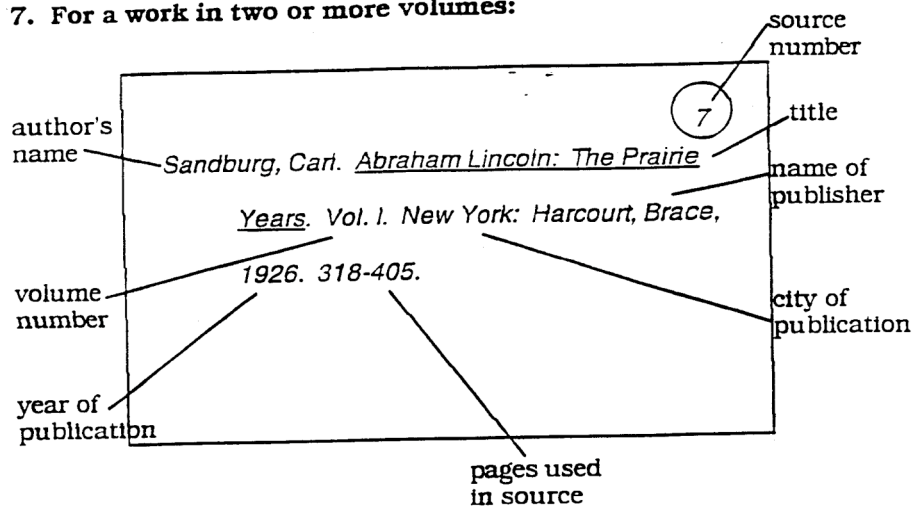 7. For a work in two or more volumes:
source
number
7
title
author's
name
Sandburg, Carl. Abraham Lincoln: The Prairie
name of
publisher
Years. Vol. I. New York: Harcourt, Brace,
1926. 318-405.
volume
number
city of
publication
year of
publication
pages used
in source